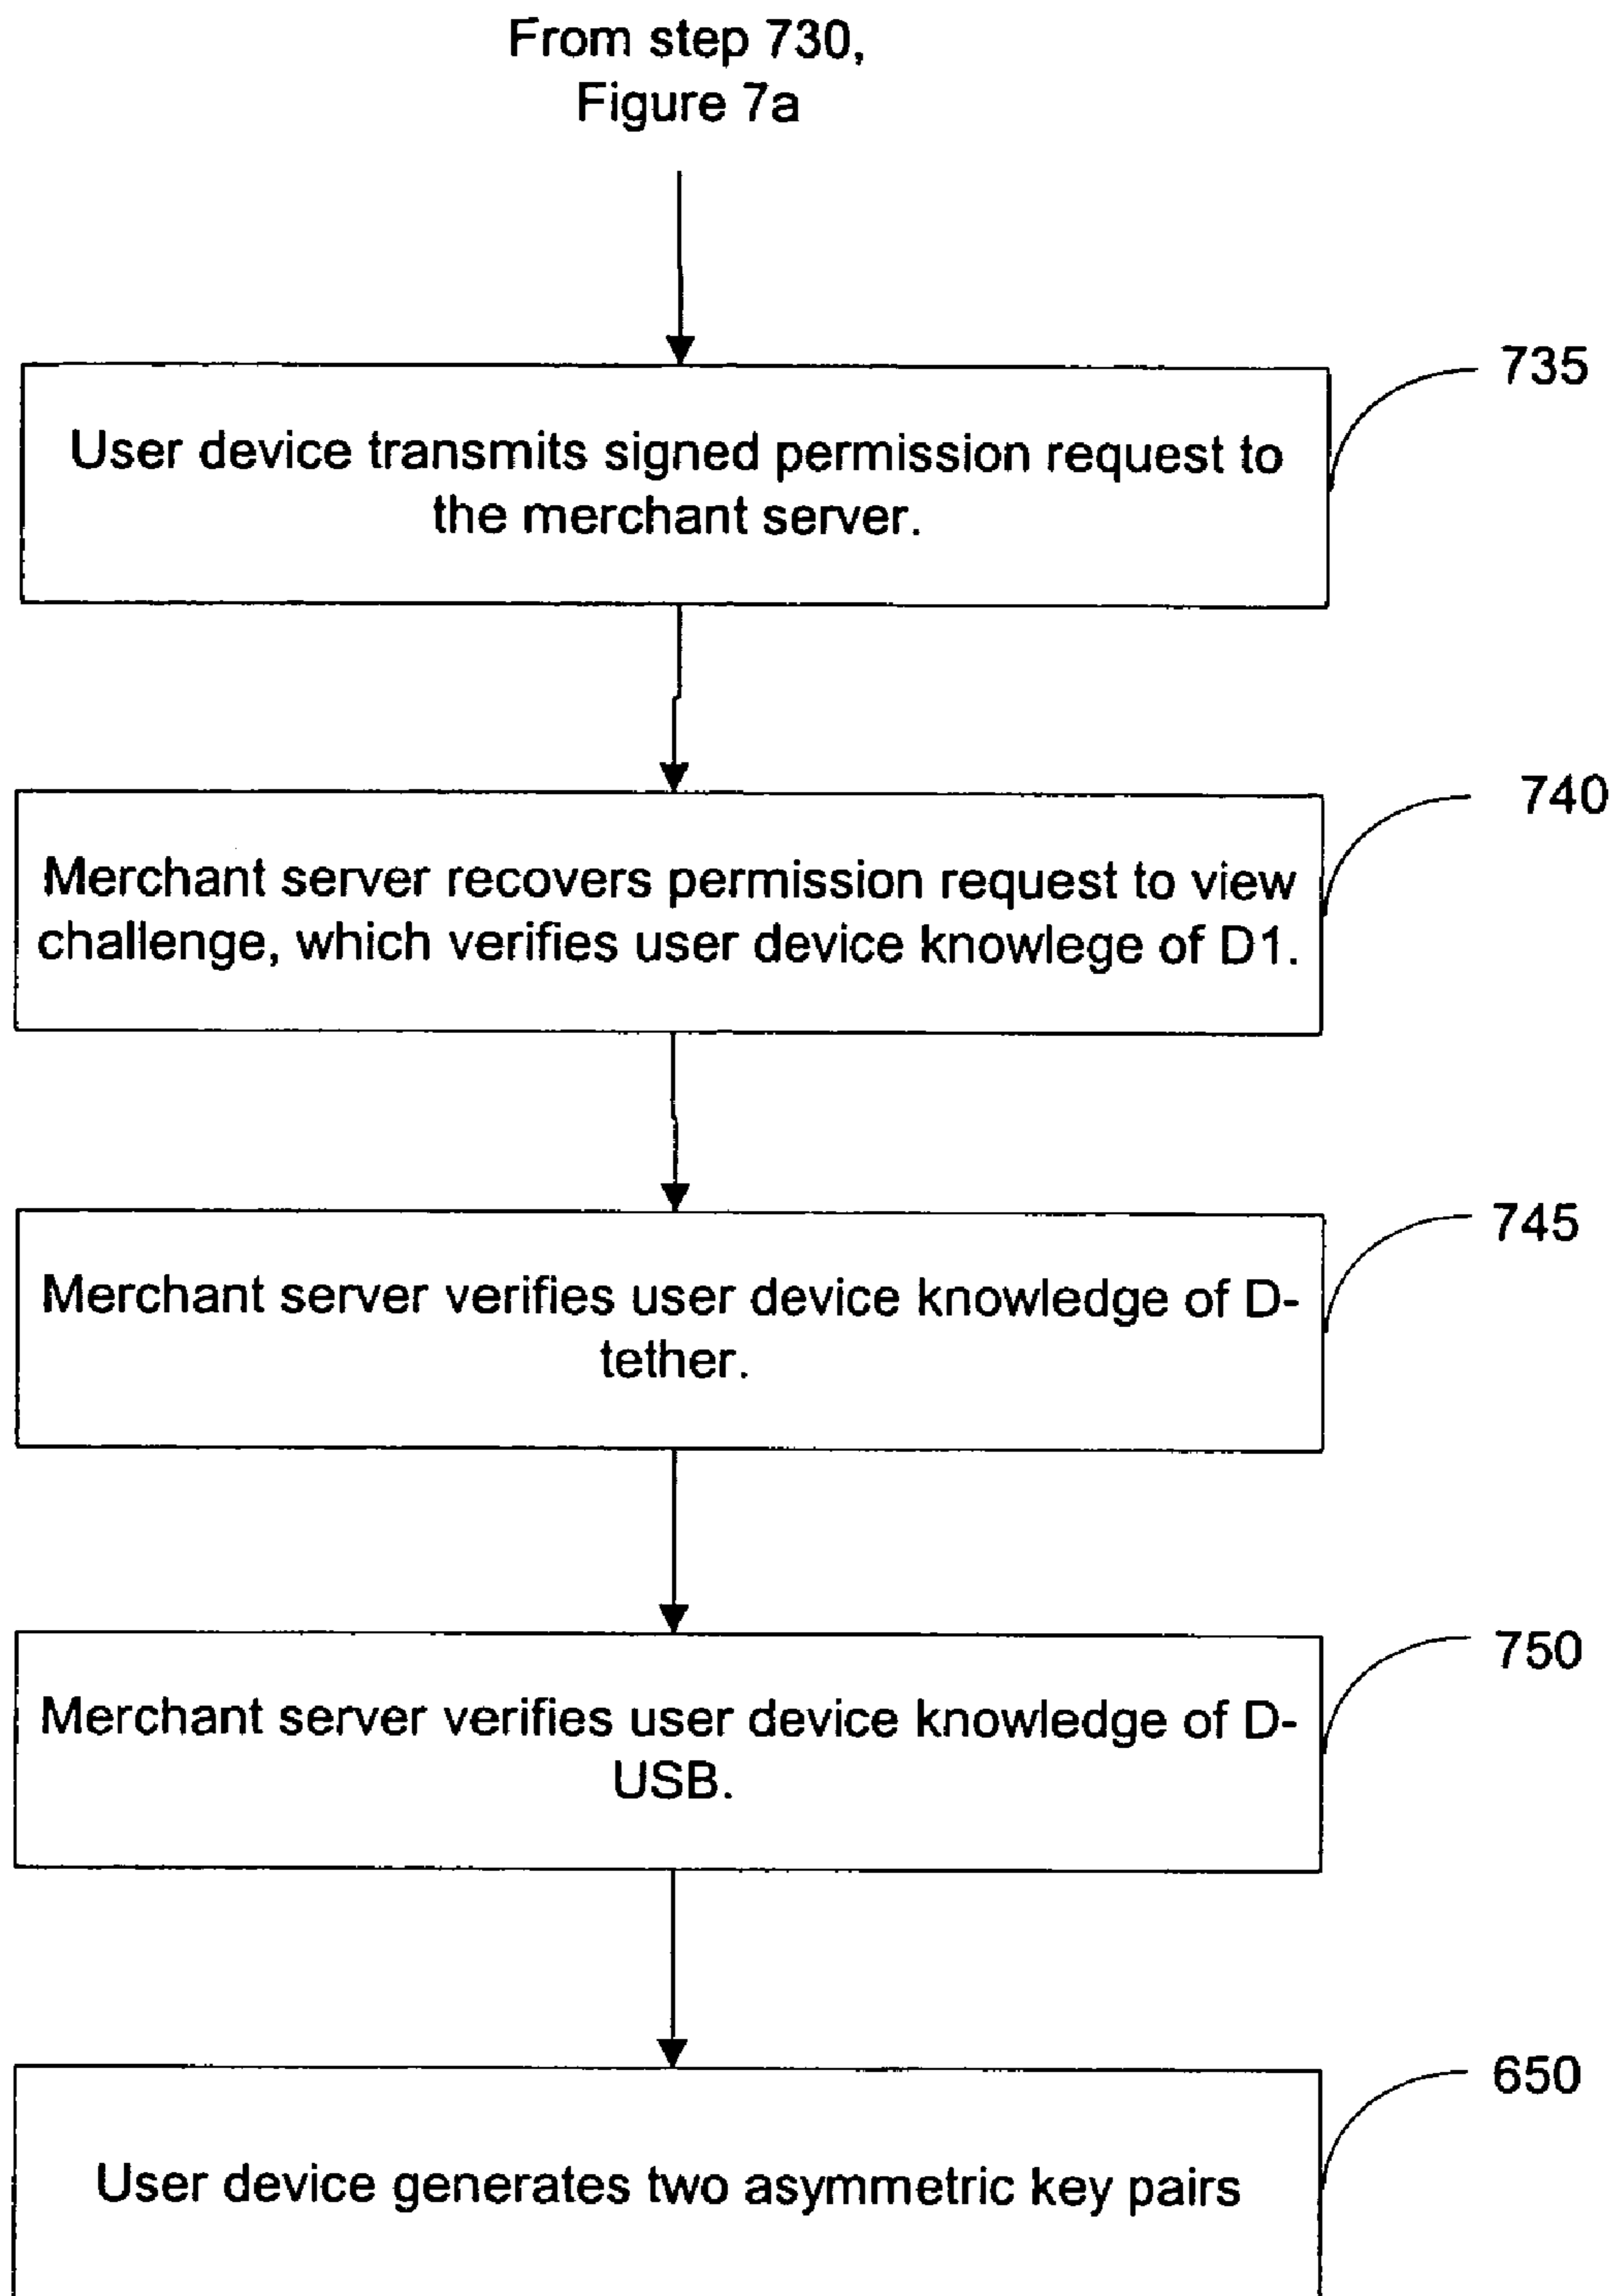 From step 730,
Figure 7a
735
User device transmits signed permission request to
the merchant server.
740
Merchant server recovers permission request to view
challenge, which verifies user device knowlege of D1.
745
Merchant server verifies user device knowledge of D-
tether.
750
Merchant server verifies user device knowledge of D-
USB.
650
User device generates two asymmetric key pairs